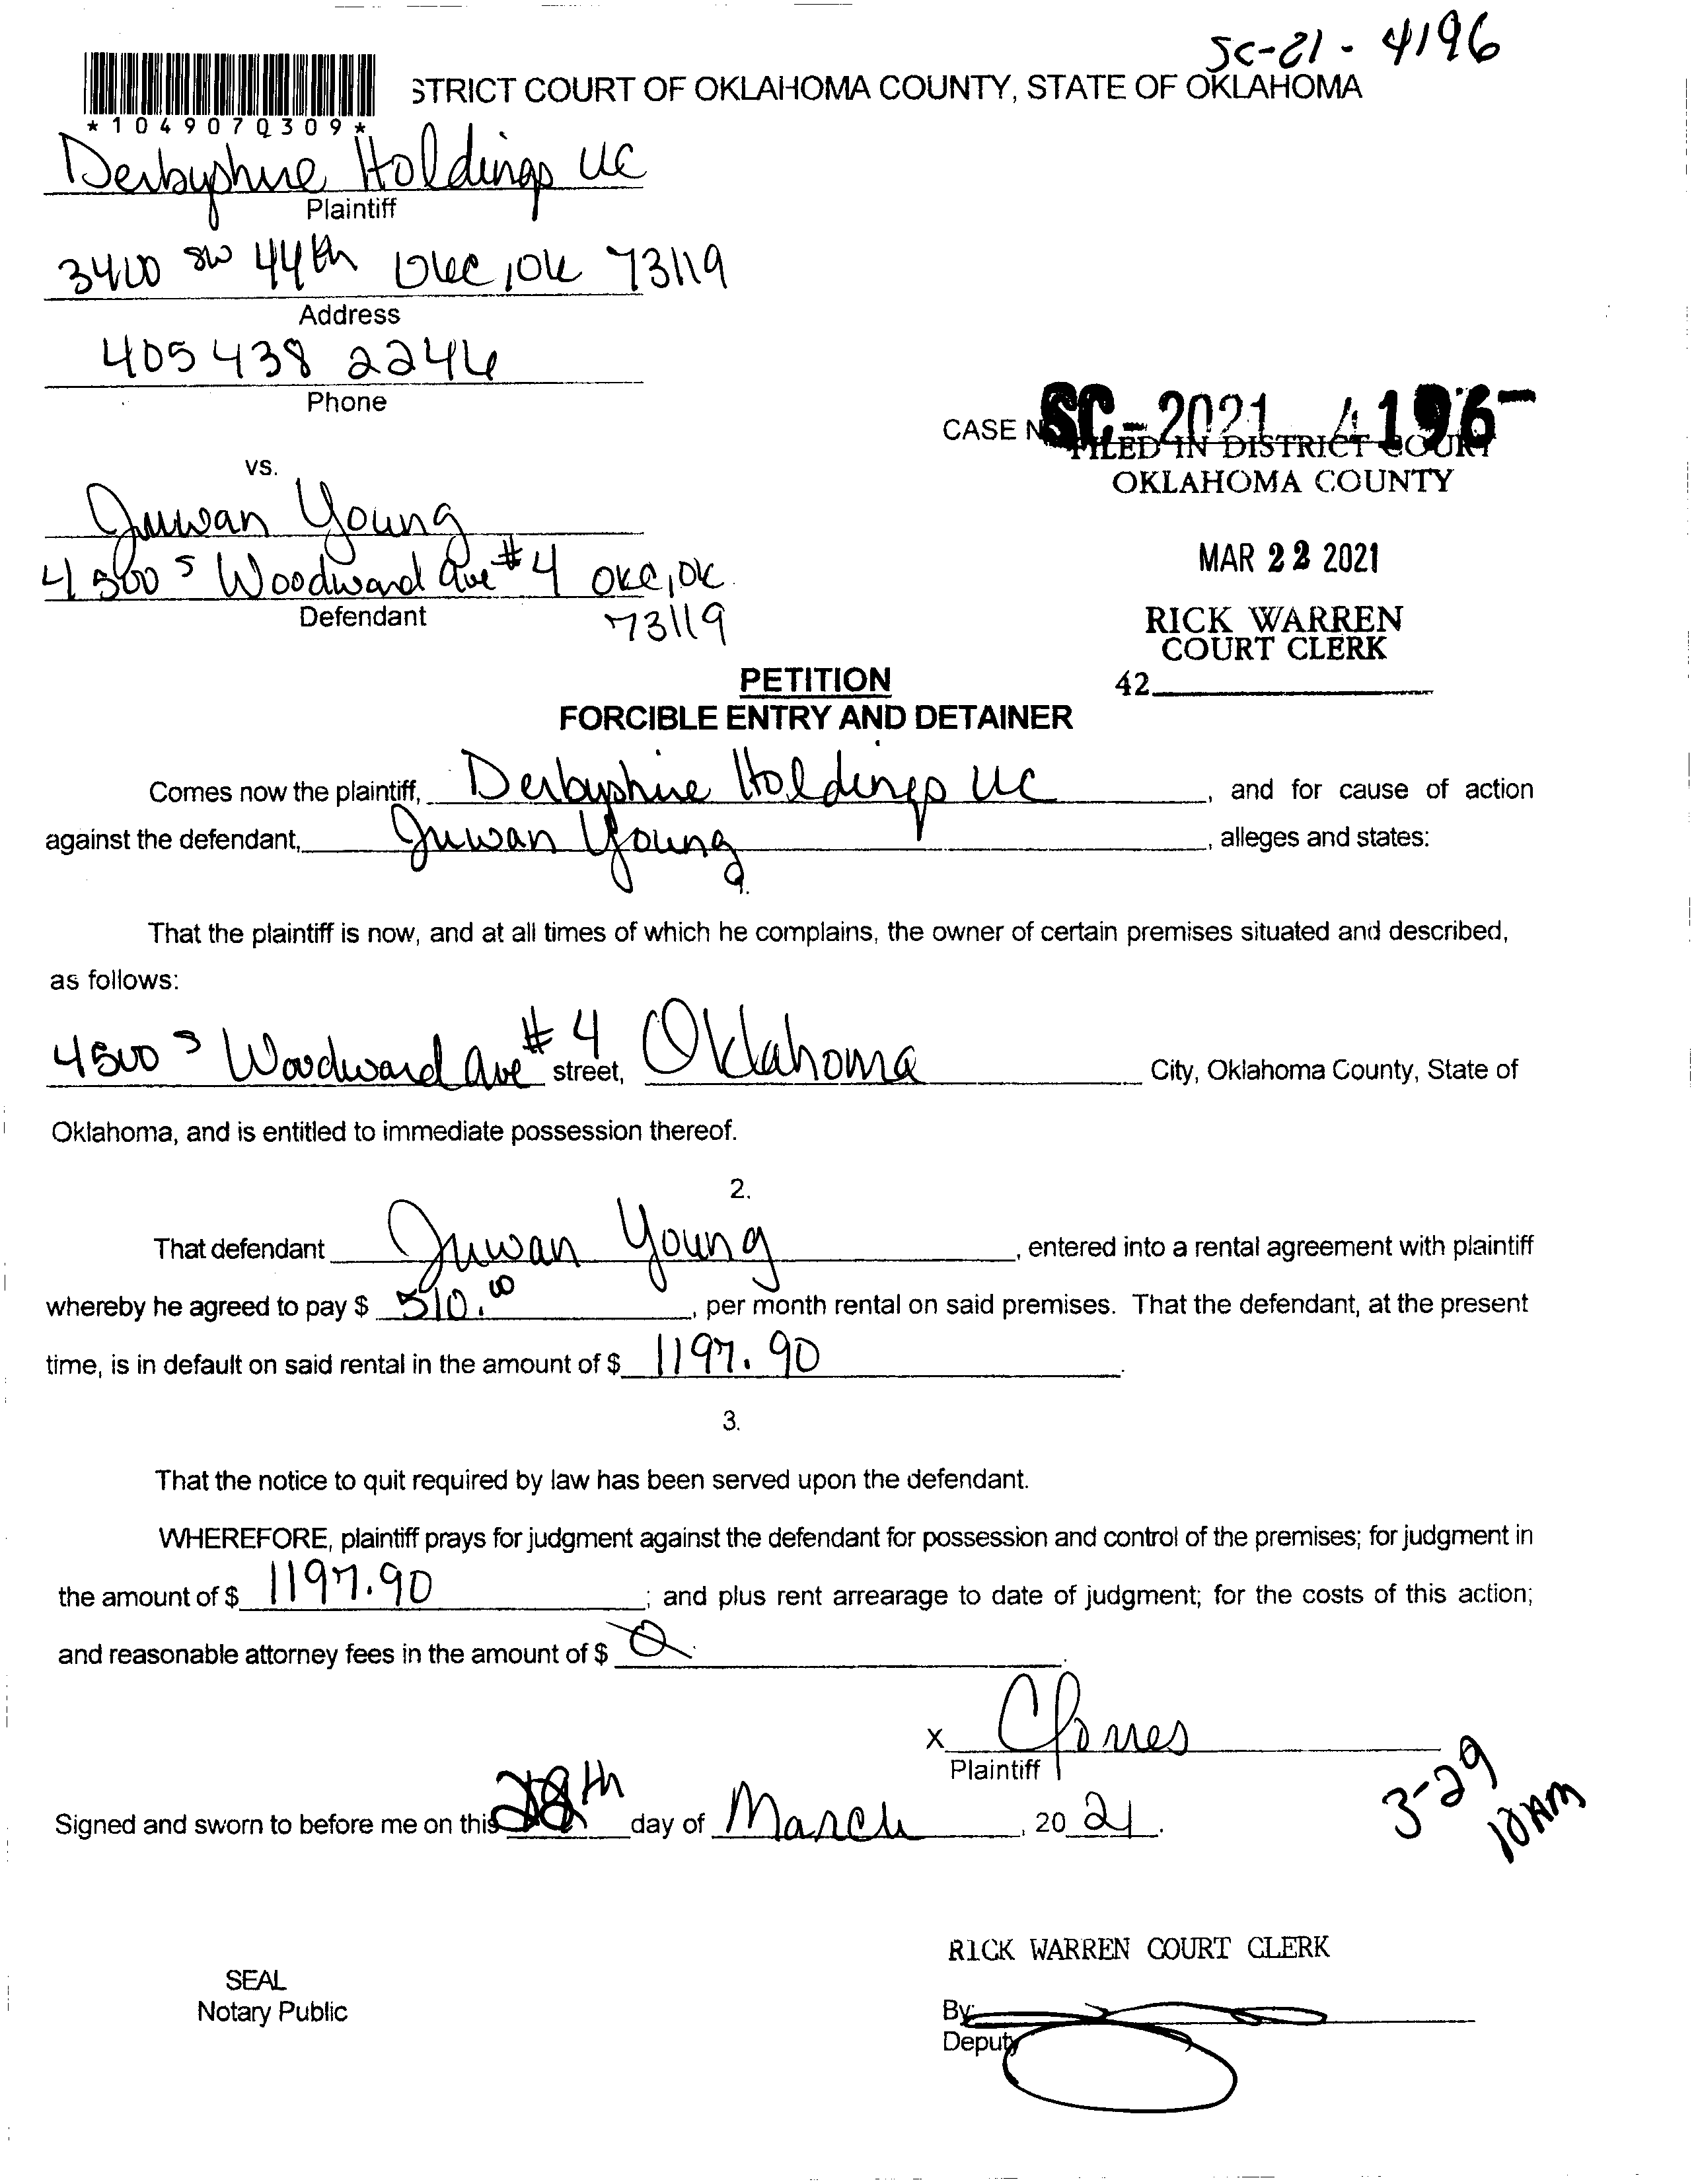 SC-21-4196
STRICT COURT OF OKLAHOMA COUNTY, STATE OF OKLAHOMA
*1049070309*
Derbyshire Holdings LLC
Plaintiff
3400 SW 44th OKC, OK 73119
Address
405 438 2246
Phone
CASE N SC-2021 4196-
FILED IN DISTRICT COURT
OKLAHOMA COUNTY
vs.
Juwan Young
MAR 22 2021
4500 S Woodward Ave #4 OKC, OK.
Defendant
73119
RICK WARREN
COURT CLERK
PETITION
42
FORCIBLE ENTRY AND DETAINER
Comes now the plaintiff, Derbyshire Holdings LLC, and for cause of action
against the defendant, Juwan Young, alleges and states:
1.
That the plaintiff is now, and at all times of which he complains, the owner of certain premises situated and described,
as follows:
4500 S Woodward Ave #4 street, Oklahoma City, Oklahoma County, State of
Oklahoma, and is entitled to immediate possession thereof.
2.
That defendant Juwan Young, entered into a rental agreement with plaintiff
whereby he agreed to pay $ 510.00, per month rental on said premises. That the defendant, at the present
time, is in default on said rental in the amount of $ 1197.90.
3.
That the notice to quit required by law has been served upon the defendant.
WHEREFORE, plaintiff prays for judgment against the defendant for possession and control of the premises; for judgment in
the amount of $ 1197.90; and plus rent arrearage to date of judgment; for the costs of this action;
and reasonable attorney fees in the amount of $ 0.
X
Plaintiff
Signed and sworn to before me on this day of March, 20 21.
3-29
10AM
RICK WARREN COURT CLERK
SEAL
Notary Public
By:
Deputy